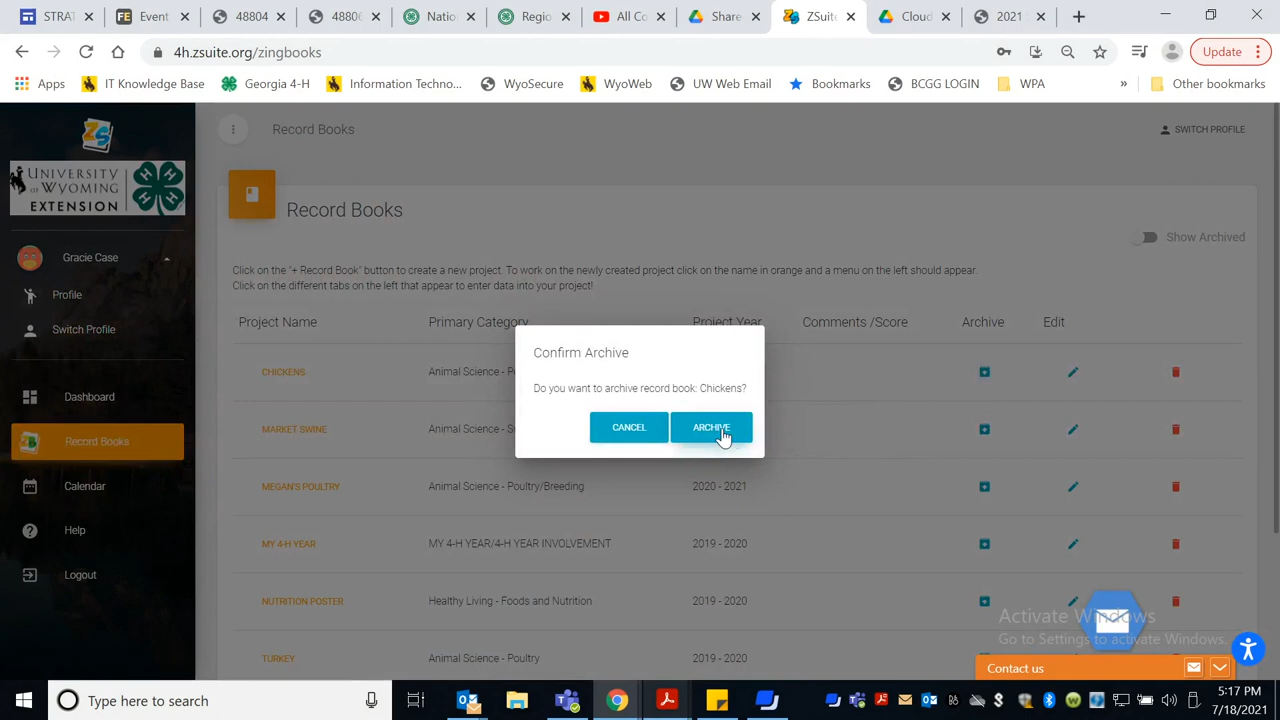 STRAT
Event
48804
4880
Natio
Regio
All Co
Share
ZSuite
Cloud
2021
4h.zsuite.org/zingbooks
Update
Apps
IT Knowledge Base
Georgia 4-H
Information Techno...
WyoSecure
WyoWeb
UW Web Email
Bookmarks
BCGG LOGIN
WPA
»
Other bookmarks
UNIVERSITY
OF WYOMING
EXTENSION
Gracie Case
Profile
Switch Profile
Dashboard
Record Books
Calendar
Help
Logout
Record Books
SWITCH PROFILE
Record Books
Show Archived
Click on the "+ Record Book" button to create a new project. To work on the newly created project click on the name in orange and a menu on the left should appear.
Click on the different tabs on the left that appear to enter data into your project!
Project Name Primary Category Project Year Comments /Score Archive Edit
CHICKENS Animal Science - P
MARKET SWINE Animal Science - S
MEGAN'S POULTRY Animal Science - Poultry/Breeding 2020 - 2021
MY 4-H YEAR MY 4-H YEAR/4-H YEAR INVOLVEMENT 2019 - 2020
NUTRITION POSTER Healthy Living - Foods and Nutrition 2019 - 2020
TURKEY Animal Science - Poultry 2019 - 2020
Confirm Archive
Do you want to archive record book: Chickens?
CANCEL ARCHIVE
Activate Windows
Go to Settings to activate Windows.
Contact us
Type here to search
5:17 PM
7/18/2021